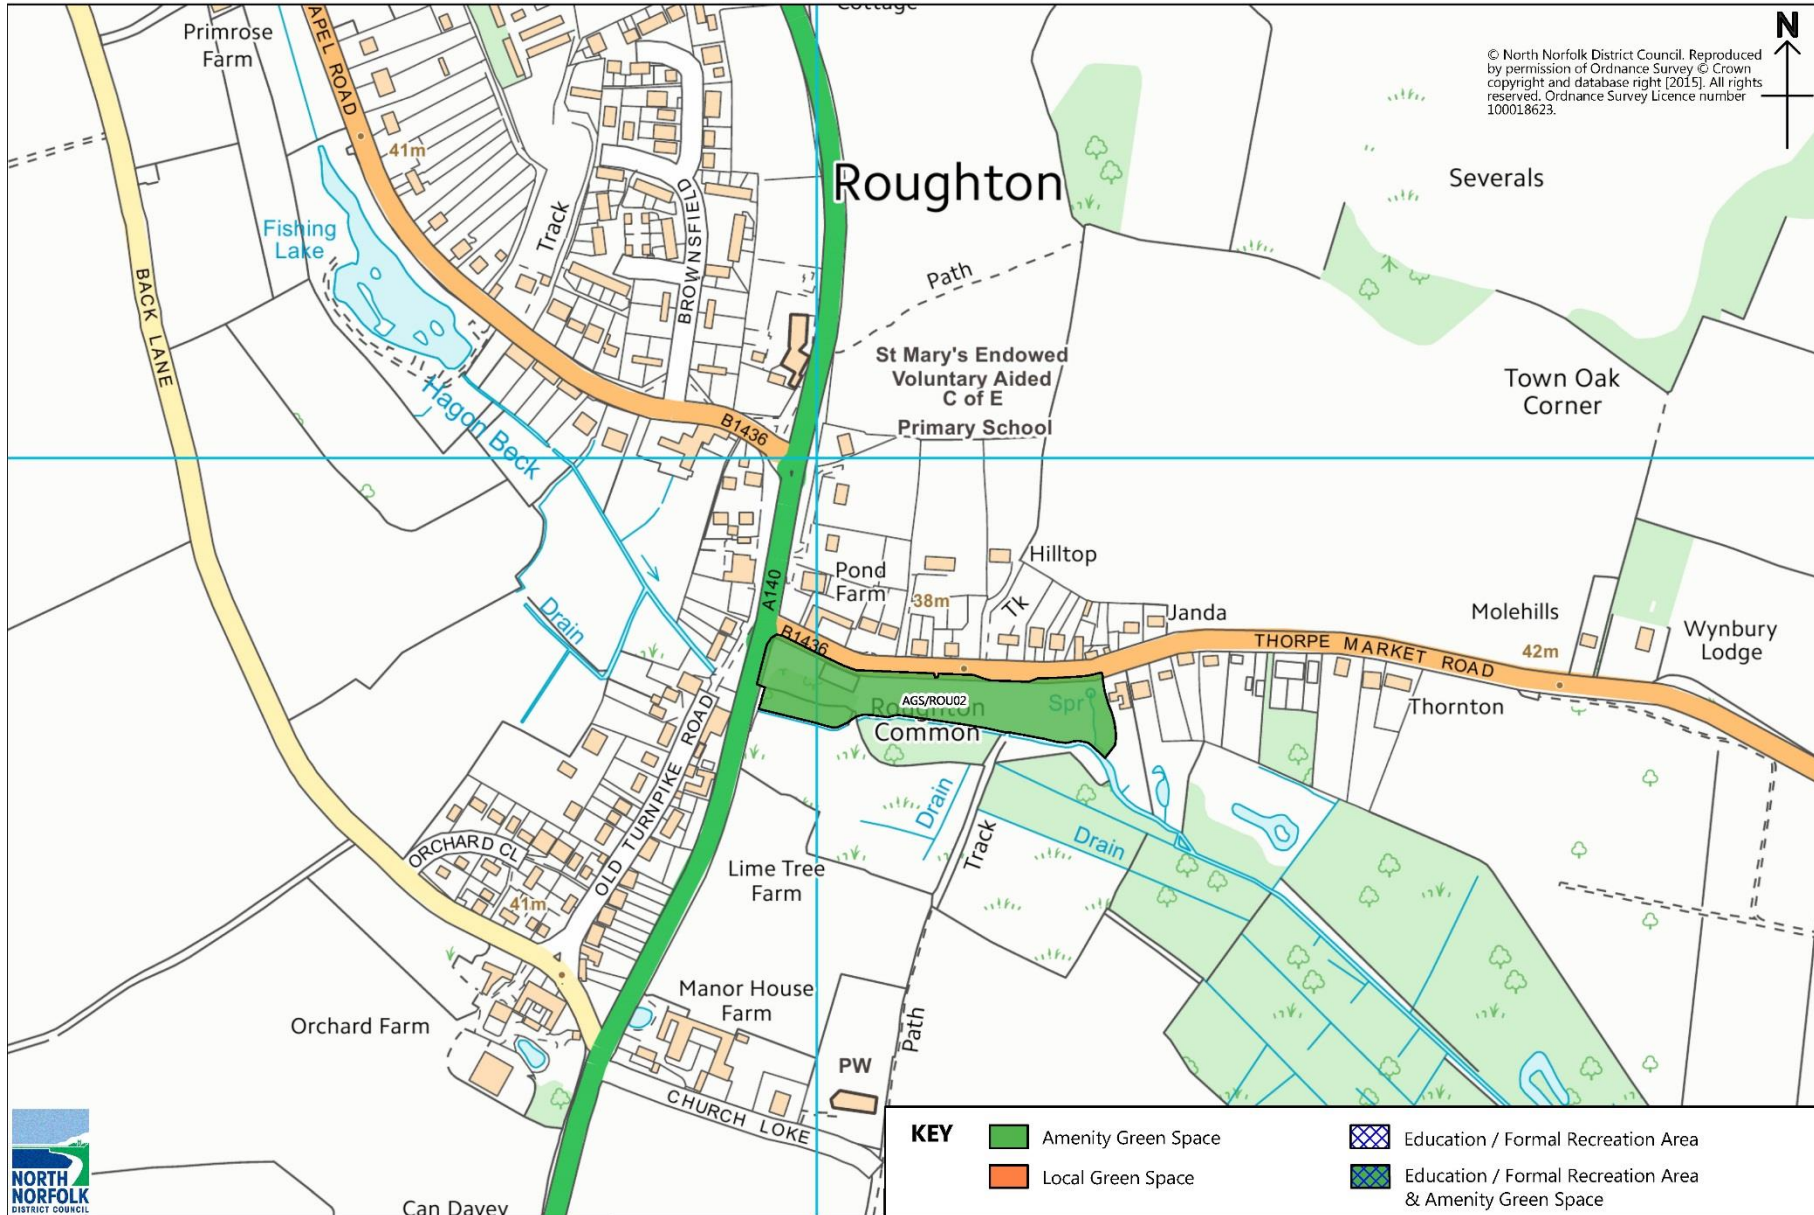 Cottage
Primrose
Farm
APEL ROAD
N
© North Norfolk District Council. Reproduced
by permission of Ordnance Survey © Crown
copyright and database right [2015]. All rights
reserved. Ordnance Survey Licence number
100018623.
41m
Roughton
Severals
Fishing
Lake
Track
BROWNSFIELD
BACK LANE
Path
St Mary's Endowed
Voluntary Aided
C of E
Primary School
Town Oak
Corner
Hagon Beck
B1436
Hilltop
Pond
Farm
A140
38m
Tk
Janda
Molehills
Drain
B1436
THORPE MARKET ROAD
42m
Wynbury
Lodge
AGS/ROU02
Roughton
Common
Spr
Thornton
OLD TURNPIKE ROAD
Drain
Drain
Track
ORCHARD CL
Lime Tree
Farm
41m
Manor House
Farm
Orchard Farm
Path
PW
CHURCH LOKE
Can Davey
KEY
Amenity Green Space
Local Green Space
Education / Formal Recreation Area
Education / Formal Recreation Area
& Amenity Green Space
NORTH
NORFOLK
DISTRICT COUNCIL